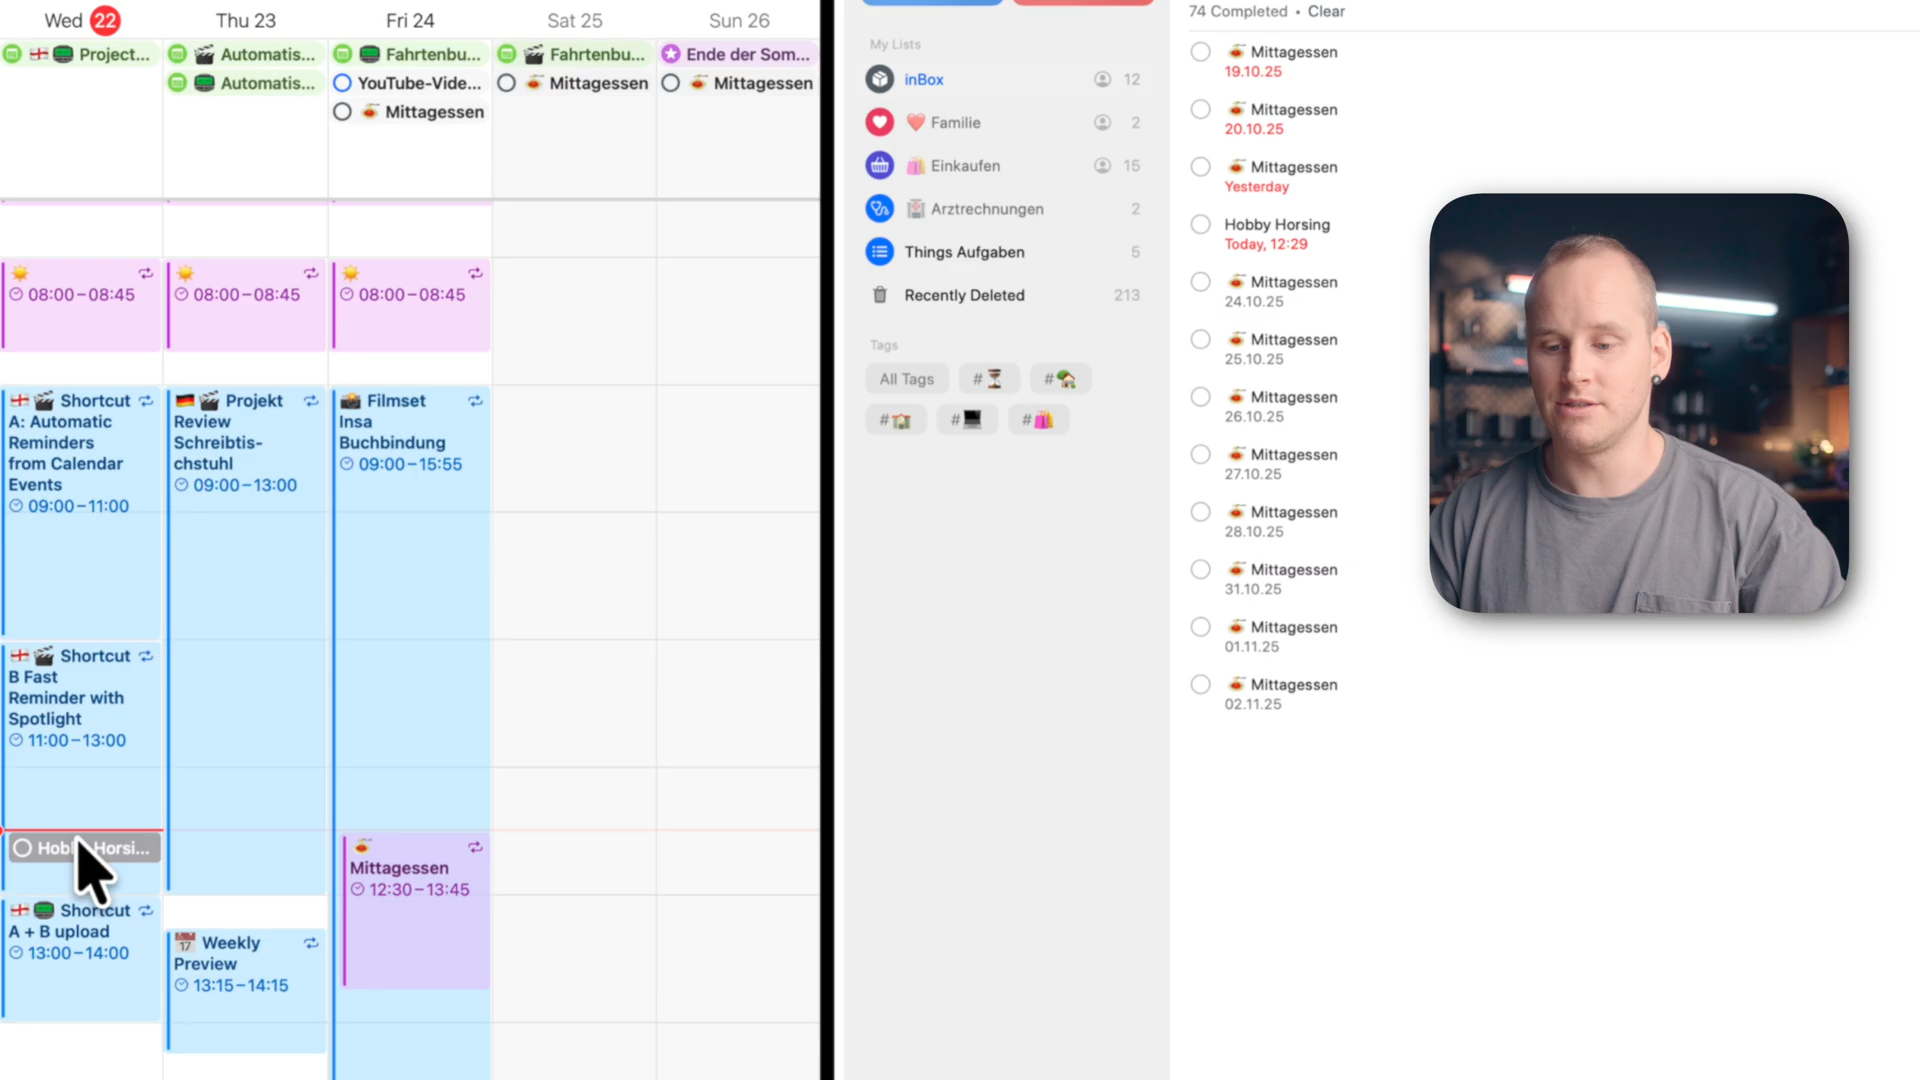 Wed 22
Thu 23
Fri 24
Sat 25
Sun 26
Project...
Automatis...
Fahrtenbu...
Fahrtenbu...
Ende der Som...
Automatis...
YouTube-Vide...
Mittagessen
Mittagessen
Mittagessen
08:00–08:45
08:00–08:45
08:00–08:45
Shortcut
A: Automatic
Reminders
from Calendar
Events
09:00–11:00
Projekt
Review
Schreibtis-
chstuhl
09:00–13:00
Filmset
Insa
Buchbindung
09:00–15:55
Shortcut
B Fast
Reminder with
Spotlight
11:00–13:00
Horsi...
Shortcut
A + B upload
13:00–14:00
17 Weekly
Preview
13:15–14:15
Mittagessen
12:30–13:45
My Lists
inBox 12
Familie 2
Einkaufen 15
Arztrechnungen 2
Things Aufgaben 5
Recently Deleted 213
Tags
All Tags # #
# # #
74 Completed • Clear
Mittagessen
19.10.25
Mittagessen
20.10.25
Mittagessen
Yesterday
Hobby Horsing
Today, 12:29
Mittagessen
24.10.25
Mittagessen
25.10.25
Mittagessen
26.10.25
Mittagessen
27.10.25
Mittagessen
28.10.25
Mittagessen
31.10.25
Mittagessen
01.11.25
Mittagessen
02.11.25